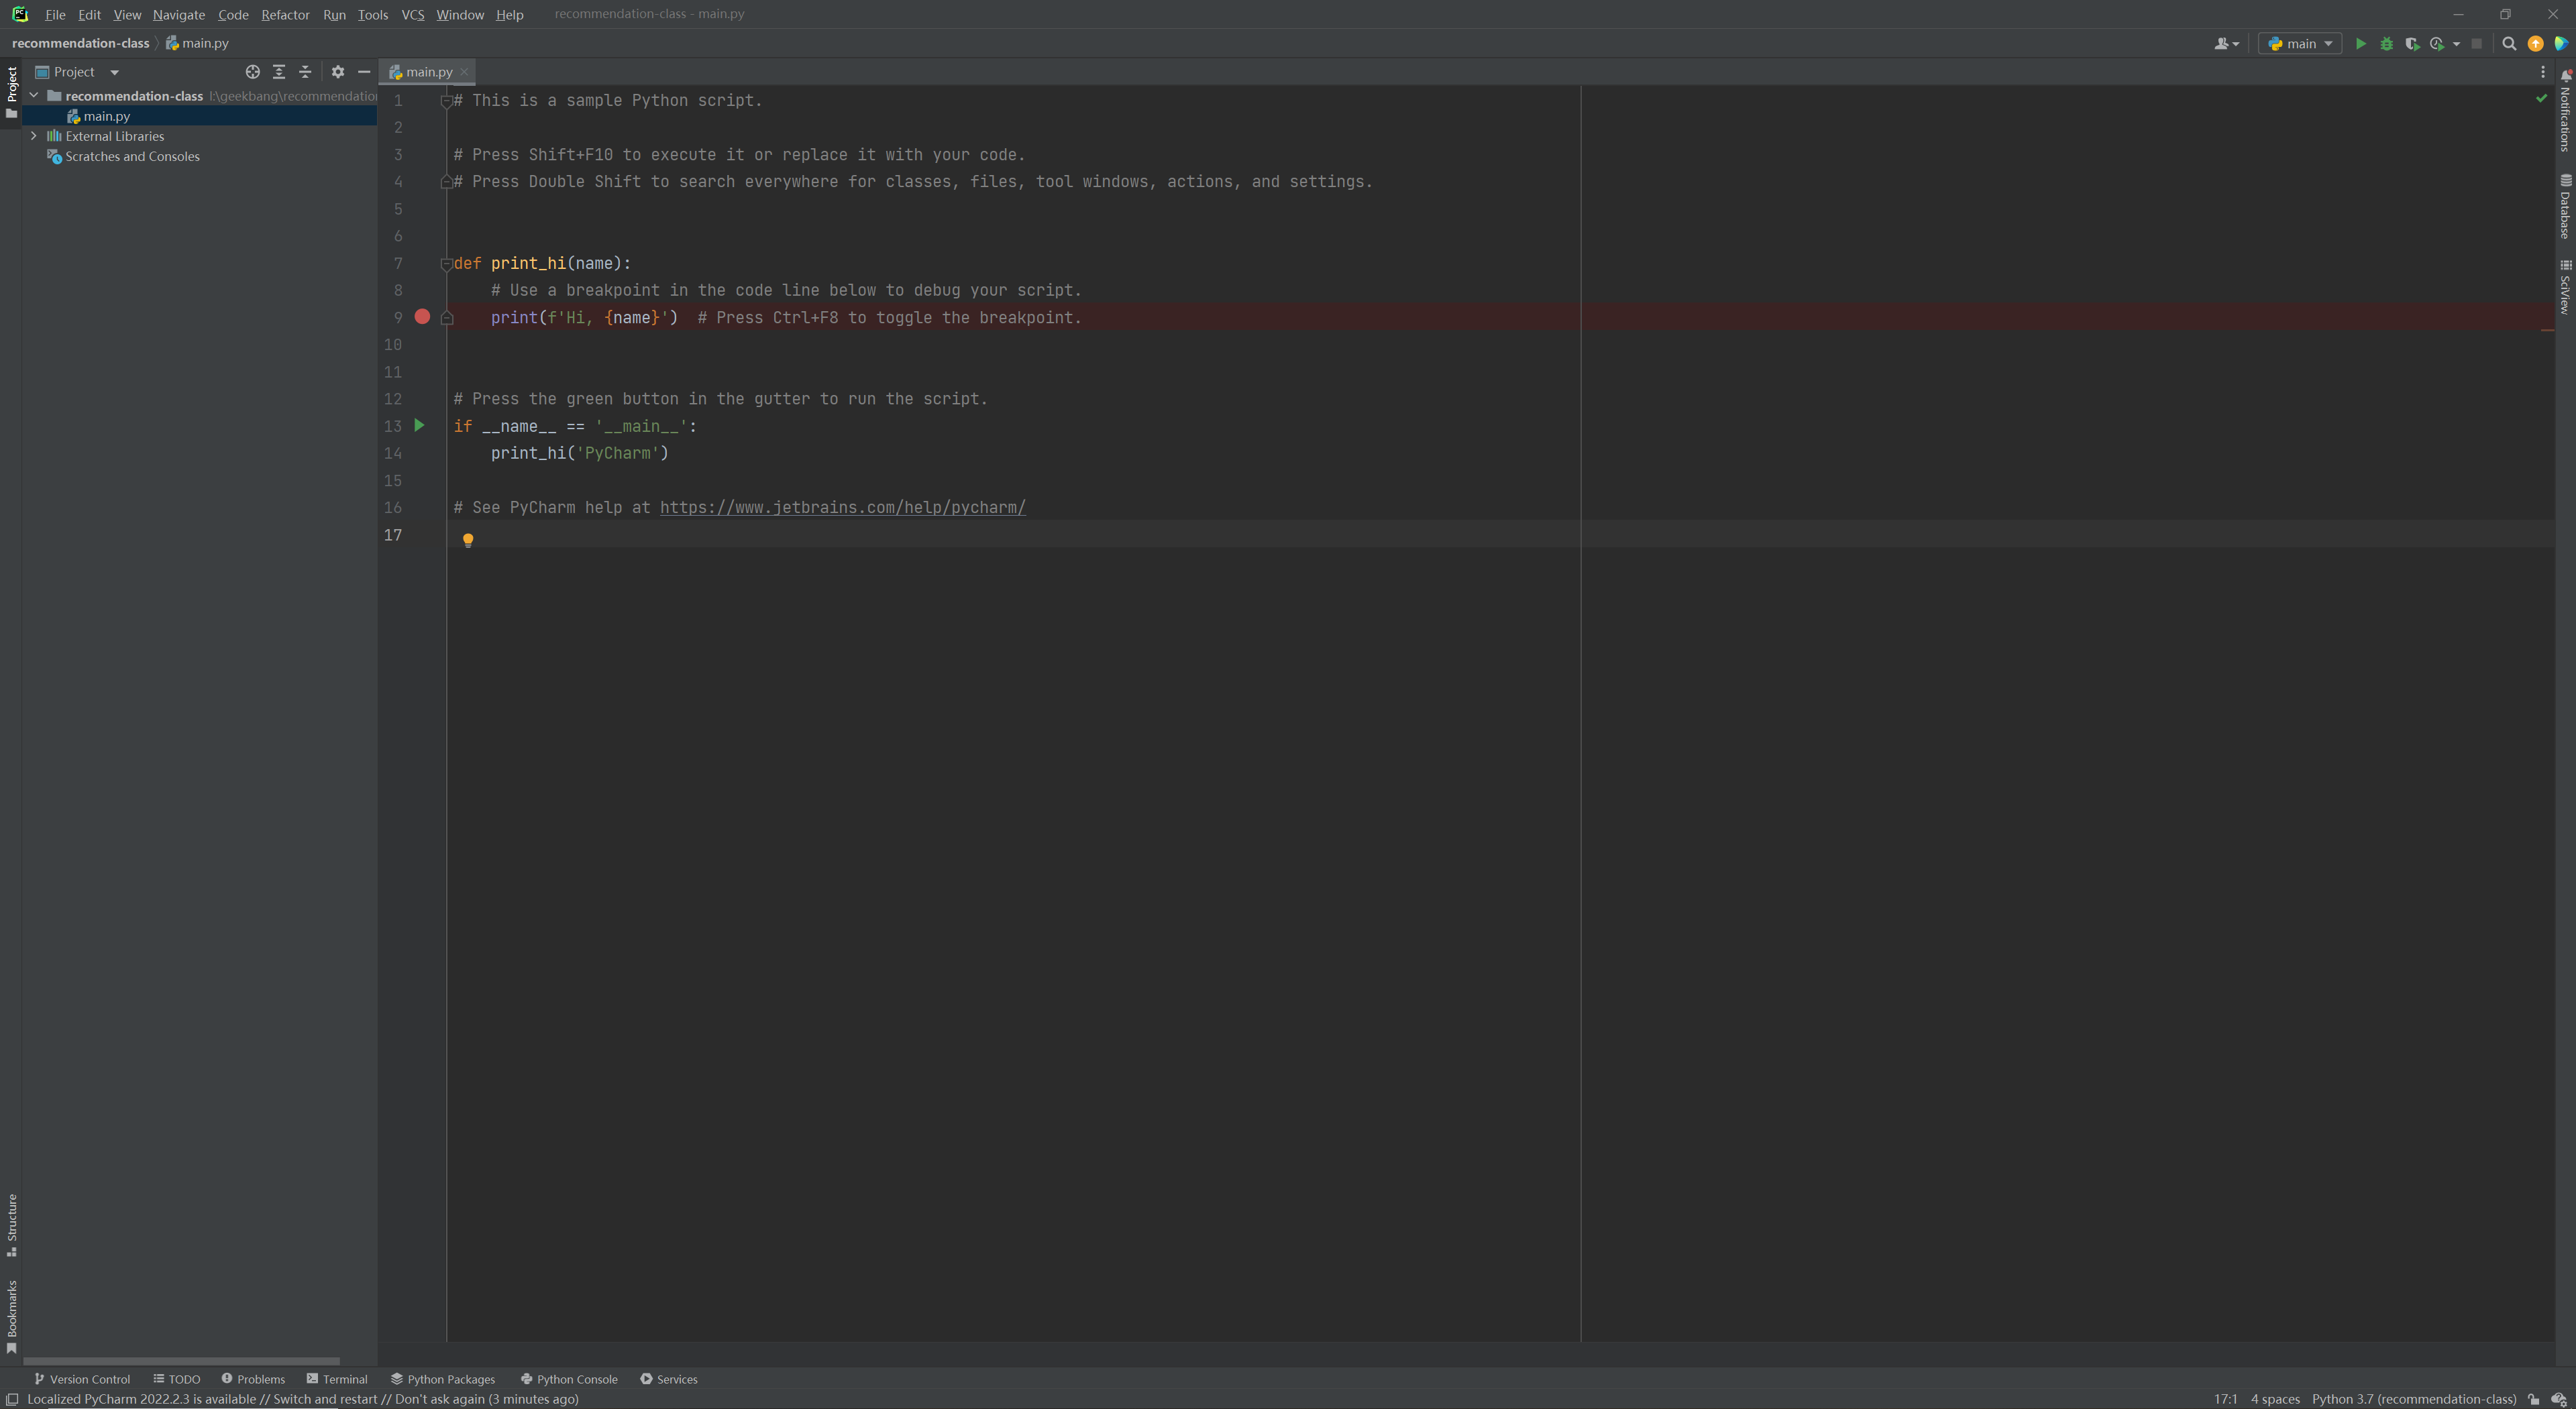 File Edit View Navigate Code Refactor Run Tools VCS Window Help recommendation-class - main.py
recommendation-class main.py main
Project main.py
recommendation-class I:\geekbang\recommendation
main.py
External Libraries
Scratches and Consoles
Project
Structure
Bookmarks
1 # This is a sample Python script.
2
3 # Press Shift+F10 to execute it or replace it with your code.
4 # Press Double Shift to search everywhere for classes, files, tool windows, actions, and settings.
5
6
7 def print_hi(name):
8 # Use a breakpoint in the code line below to debug your script.
9 print(f'Hi, {name}') # Press Ctrl+F8 to toggle the breakpoint.
10
11
12 # Press the green button in the gutter to run the script.
13 if __name__ == '__main__':
14 print_hi('PyCharm')
15
16 # See PyCharm help at https://www.jetbrains.com/help/pycharm/
17
Notifications
Database
SciView
Version Control TODO Problems Terminal Python Packages Python Console Services
Localized PyCharm 2022.2.3 is available // Switch and restart // Don't ask again (3 minutes ago) 17:1 4 spaces Python 3.7 (recommendation-class)